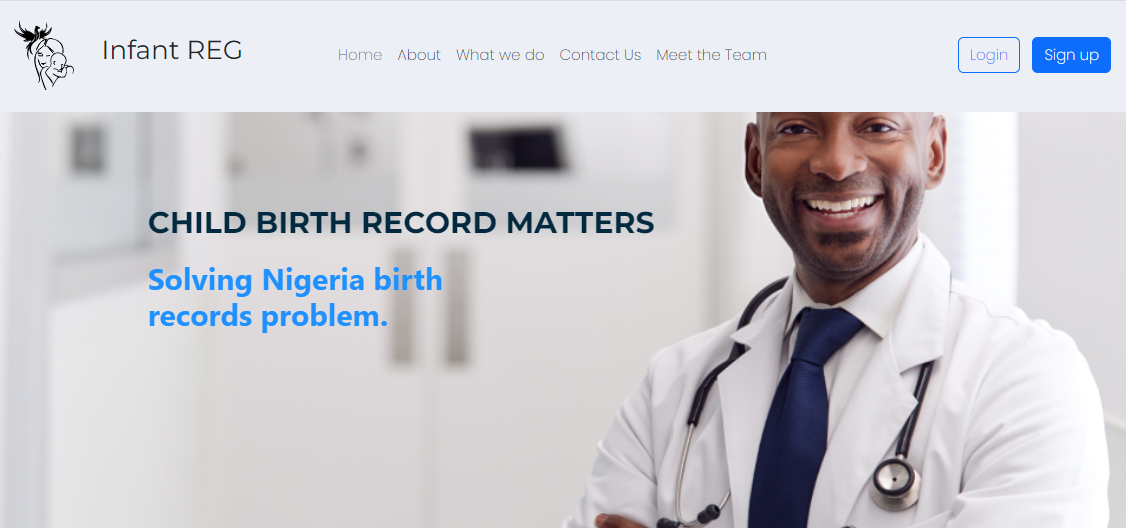 Infant REG
Home About What we do Contact Us Meet the Team
Login Sign up
CHILD BIRTH RECORD MATTERS
Solving Nigeria birth
records problem.